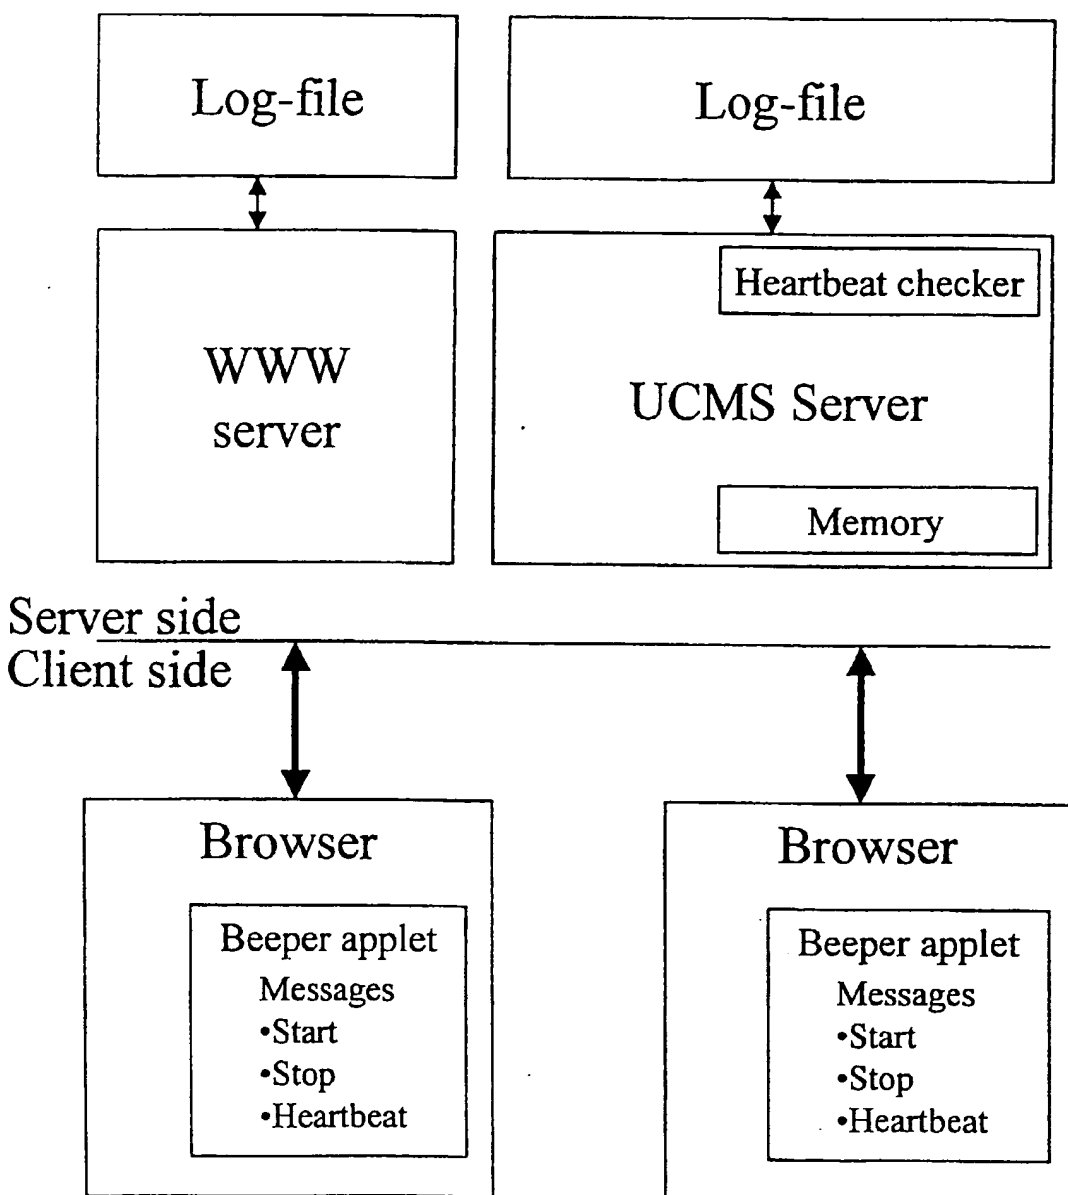 Log-file
Log-file
WWW
server
Heartbeat checker
UCMS Server
Memory
Server side
Client side
Browser
Beeper applet
Messages
•Start
•Stop
•Heartbeat
Browser
Beeper applet
Messages
•Start
•Stop
•Heartbeat